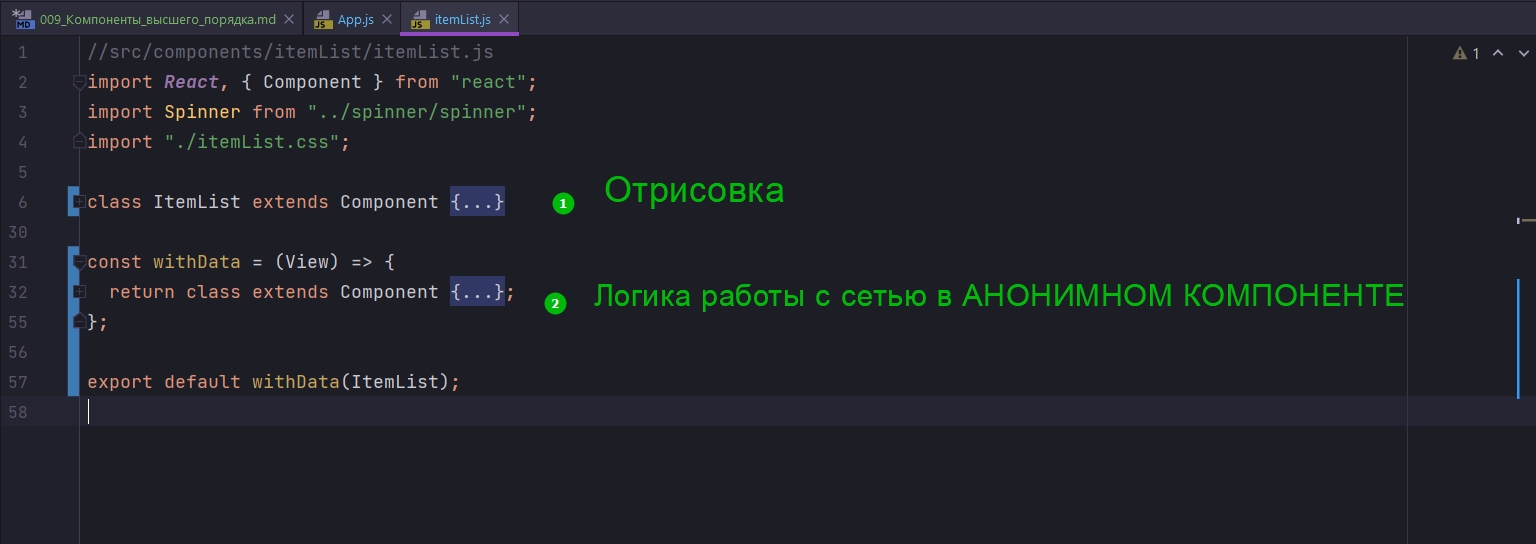 009_Компоненты_высшего_порядка.md
App.js
itemList.js
1 //src/components/itemList/itemList.js
1
2 import React, { Component } from "react";
3 import Spinner from "../spinner/spinner";
4 import "./itemList.css";
5
6 class ItemList extends Component {...}
1 Отрисовка
30
31 const withData = (View) => {
32 return class extends Component {...};
2 Логика работы с сетью в АНОНИМНОМ КОМПОНЕНТЕ
55 };
56
57 export default withData(ItemList);
58